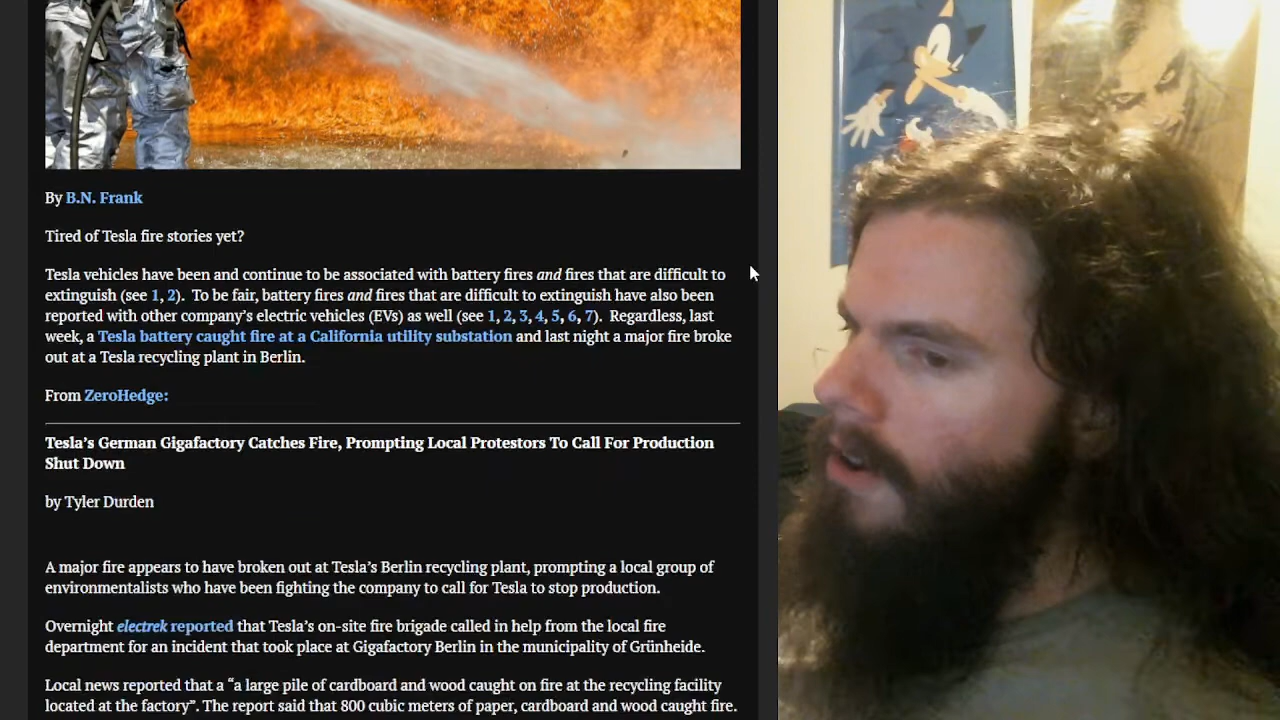 By B.N. Frank
Tired of Tesla fire stories yet?
Tesla vehicles have been and continue to be associated with battery fires and fires that are difficult to
extinguish (see 1, 2).  To be fair, battery fires and fires that are difficult to extinguish have also been
reported with other company's electric vehicles (EVs) as well (see 1, 2, 3, 4, 5, 6, 7).  Regardless, last
week, a Tesla battery caught fire at a California utility substation and last night a major fire broke
out at a Tesla recycling plant in Berlin.
From ZeroHedge:
Tesla's German Gigafactory Catches Fire, Prompting Local Protestors To Call For Production
Shut Down
by Tyler Durden
A major fire appears to have broken out at Tesla's Berlin recycling plant, prompting a local group of
environmentalists who have been fighting the company to call for Tesla to stop production.
Overnight electrek reported that Tesla's on-site fire brigade called in help from the local fire
department for an incident that took place at Gigafactory Berlin in the municipality of Grünheide.
Local news reported that a “a large pile of cardboard and wood caught on fire at the recycling facility
located at the factory”. The report said that 800 cubic meters of paper, cardboard and wood caught fire.